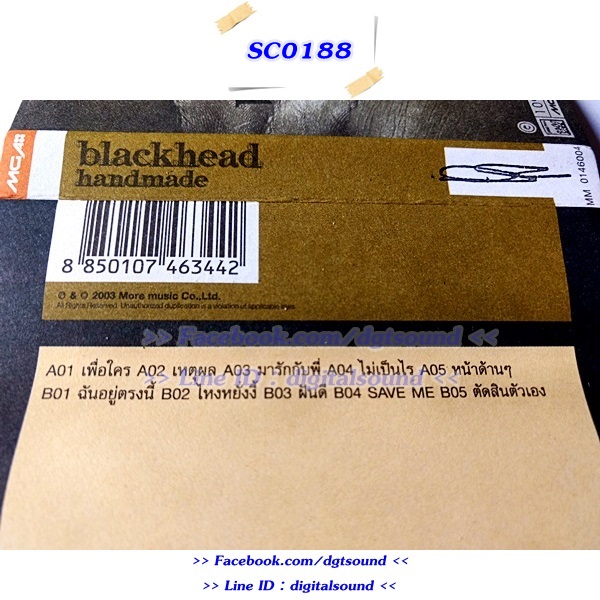 SC0188
MGA
blackhead
handmade
MM 0146004
8 850107 463442
℗ & © 2003 More music Co.,Ltd.
All Rights Reserved. Unauthorized duplication is a violation of applicable laws.
>> Facebook.com/dgtsound <<
A01 เพื่อใคร A02 เหตุผล A03 มารักกับพี่ A04 ไม่เป็นไร A05 หน้าด้านๆ
>> Line ID : digitalsound <<
B01 ฉันอยู่ตรงนี้ B02 ไหงหยั่งงี้ B03 ฝันดี B04 SAVE ME B05 ตัดสินตัวเอง
>> Facebook.com/dgtsound <<
>> Line ID : digitalsound <<